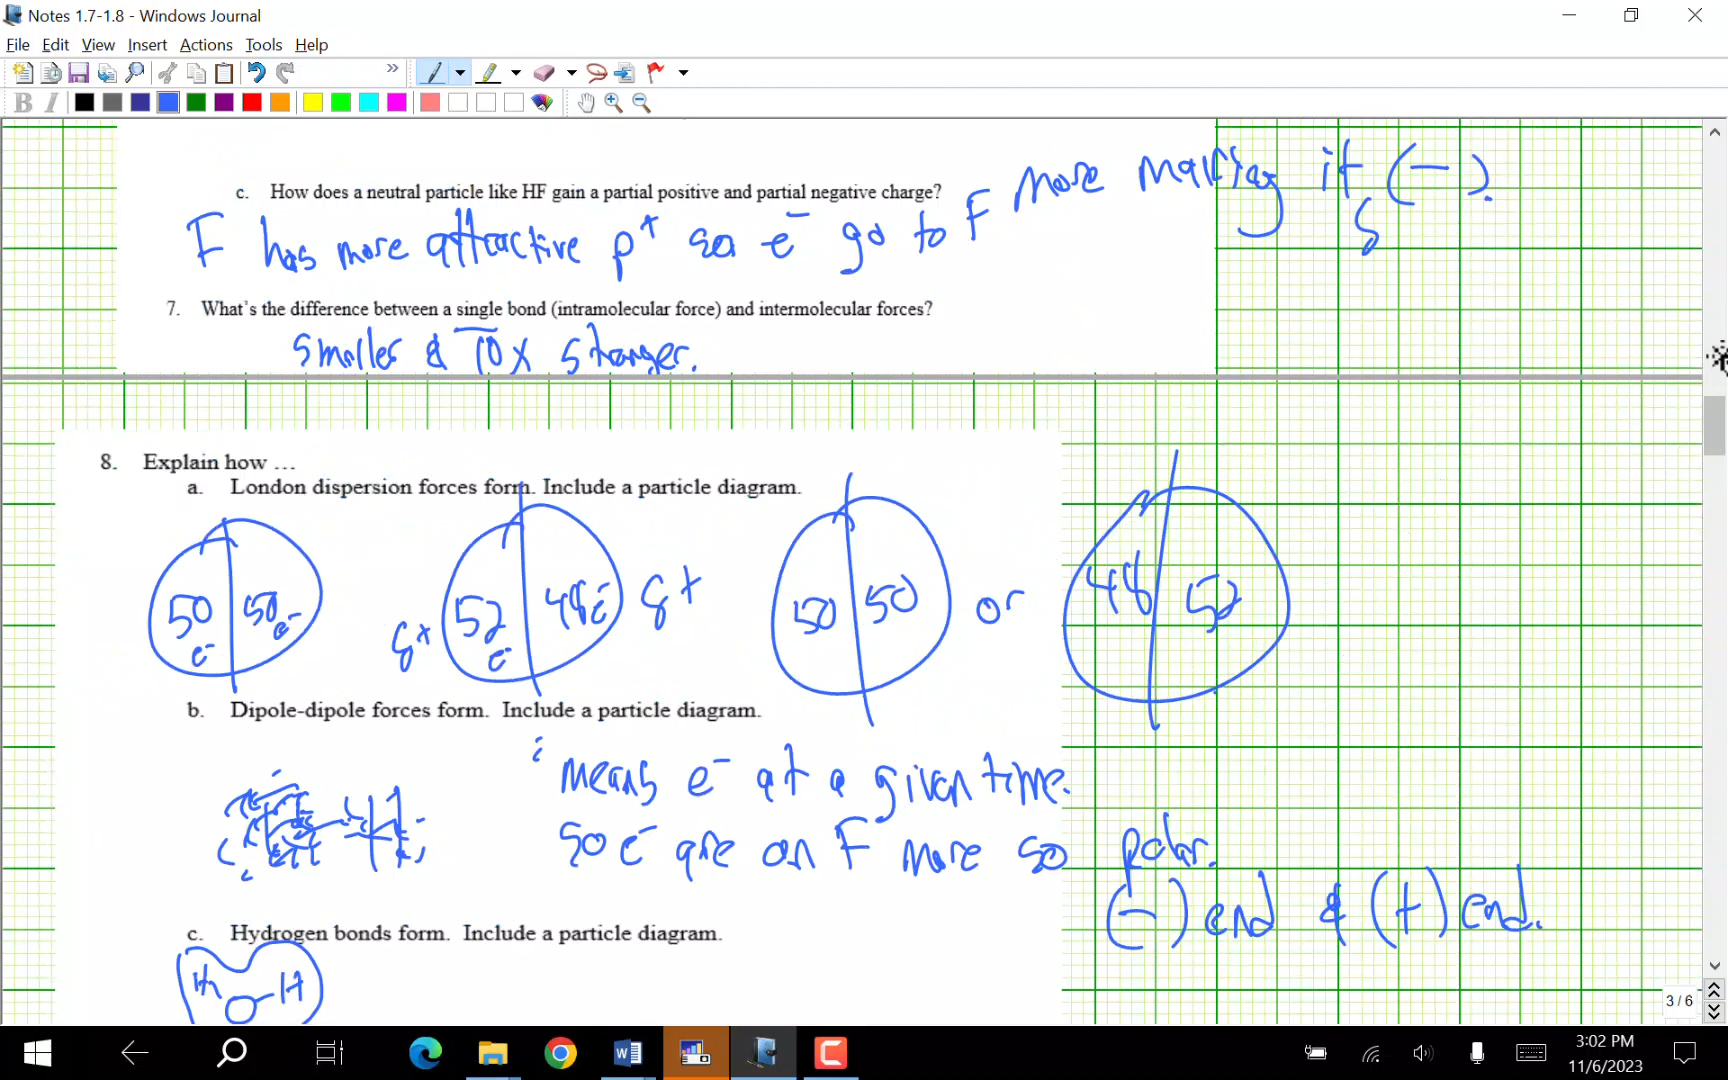 Notes 1.7-1.8 - Windows Journal
File Edit View Insert Actions Tools Help
B I
c. How does a neutral particle like HF gain a partial positive and partial negative charge?
F has more attractive p+ so e- go to F more making it (-).
δ
7. What's the difference between a single bond (intramolecular force) and intermolecular forces?
smaller & 10x stronger.
8. Explain how ...
a. London dispersion forces form. Include a particle diagram.
50 e- 50 e- δ+ 52 e- 48e- δ+ 50 50 or 48 52
b. Dipole-dipole forces form. Include a particle diagram.
means e- at a given time.
so e- are on F more so polar.
(-) end & (+) end.
c. Hydrogen bonds form. Include a particle diagram.
H O-H
3 / 6
3:02 PM
11/6/2023